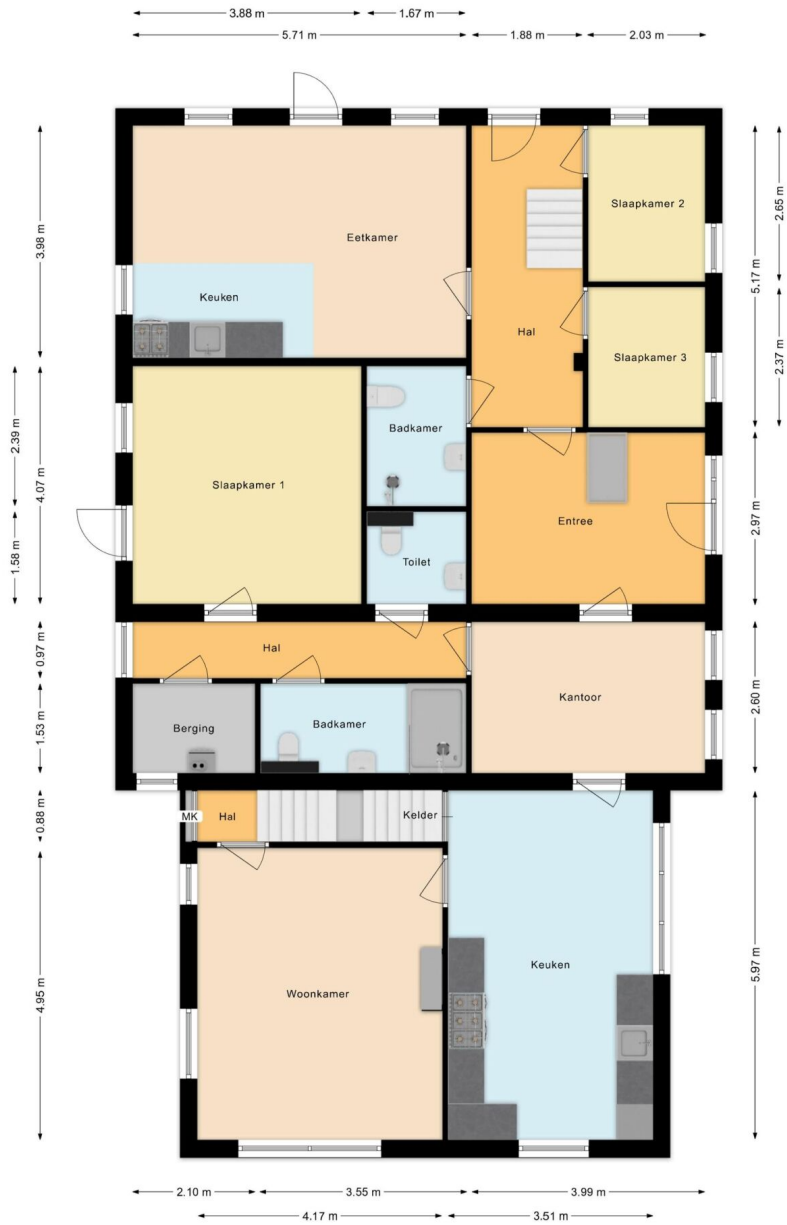 3.88 m
1.67 m
5.71 m
1.88 m
2.03 m
Slaapkamer 2
Eetkamer
3.98 m
2.65 m
Keuken
5.17 m
Hal
Slaapkamer 3
2.37 m
Badkamer
2.39 m
4.07 m
Slaapkamer 1
Entree
2.97 m
Toilet
1.58 m
Hal
0.97 m
Kantoor
2.60 m
Berging
Badkamer
1.53 m
MK
Hal
Kelder
0.88 m
Keuken
5.97 m
Woonkamer
4.95 m
2.10 m
3.55 m
3.99 m
4.17 m
3.51 m